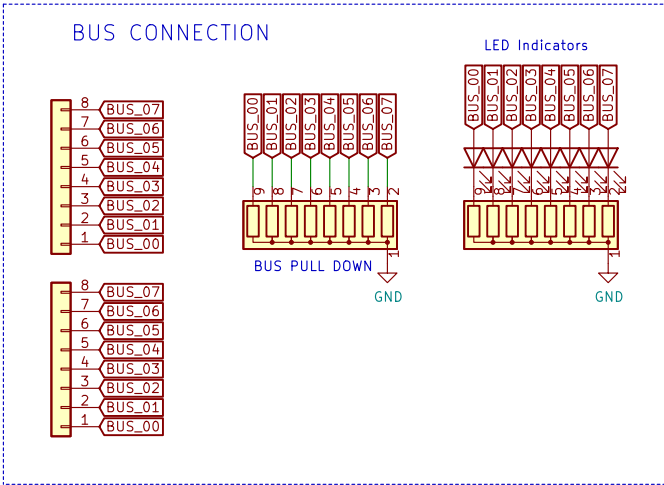 BUS CONNECTION
LED Indicators
8 BUS_07
7 BUS_06
6 BUS_05
5 BUS_04
4 BUS_03
3 BUS_02
2 BUS_01
1 BUS_00
BUS_00 BUS_01 BUS_02 BUS_03 BUS_04 BUS_05 BUS_06 BUS_07
9 8 7 6 5 4 3 2
1
BUS PULL DOWN
GND
BUS_00 BUS_01 BUS_02 BUS_03 BUS_04 BUS_05 BUS_06 BUS_07
9 8 7 6 5 4 3 2
1
GND
8 BUS_07
7 BUS_06
6 BUS_05
5 BUS_04
4 BUS_03
3 BUS_02
2 BUS_01
1 BUS_00